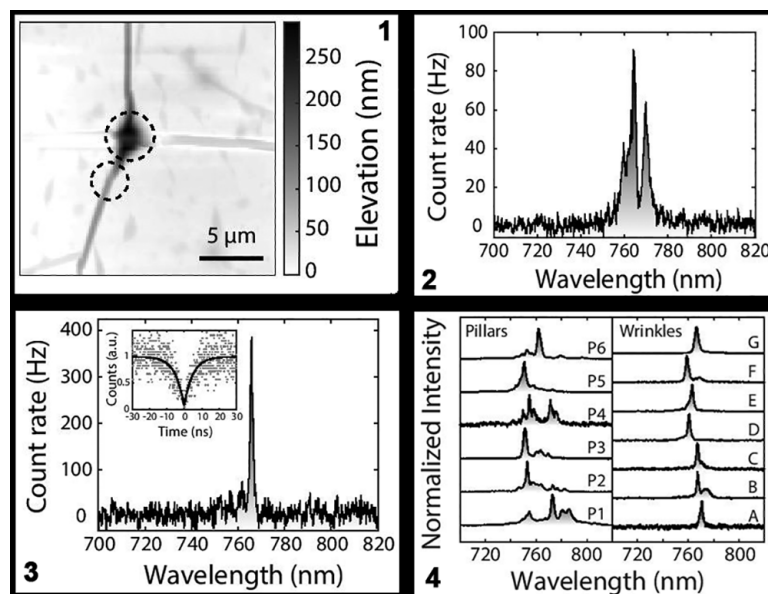 1
250
200
150
100
50
0
Elevation (nm)
5 µm
2
100
80
60
40
20
0
Count rate (Hz)
700 720 740 760 780 800 820
Wavelength (nm)
3
400
300
200
100
0
Count rate (Hz)
Counts (a.u.)
1
0.5
0
-30 -20 -10 0 10 20 30
Time (ns)
700 720 740 760 780 800 820
Wavelength (nm)
4
Normalized Intensity
Pillars
P6
P5
P4
P3
P2
P1
Wrinkles
G
F
E
D
C
B
A
720 760 800 720 760 800
Wavelength (nm)